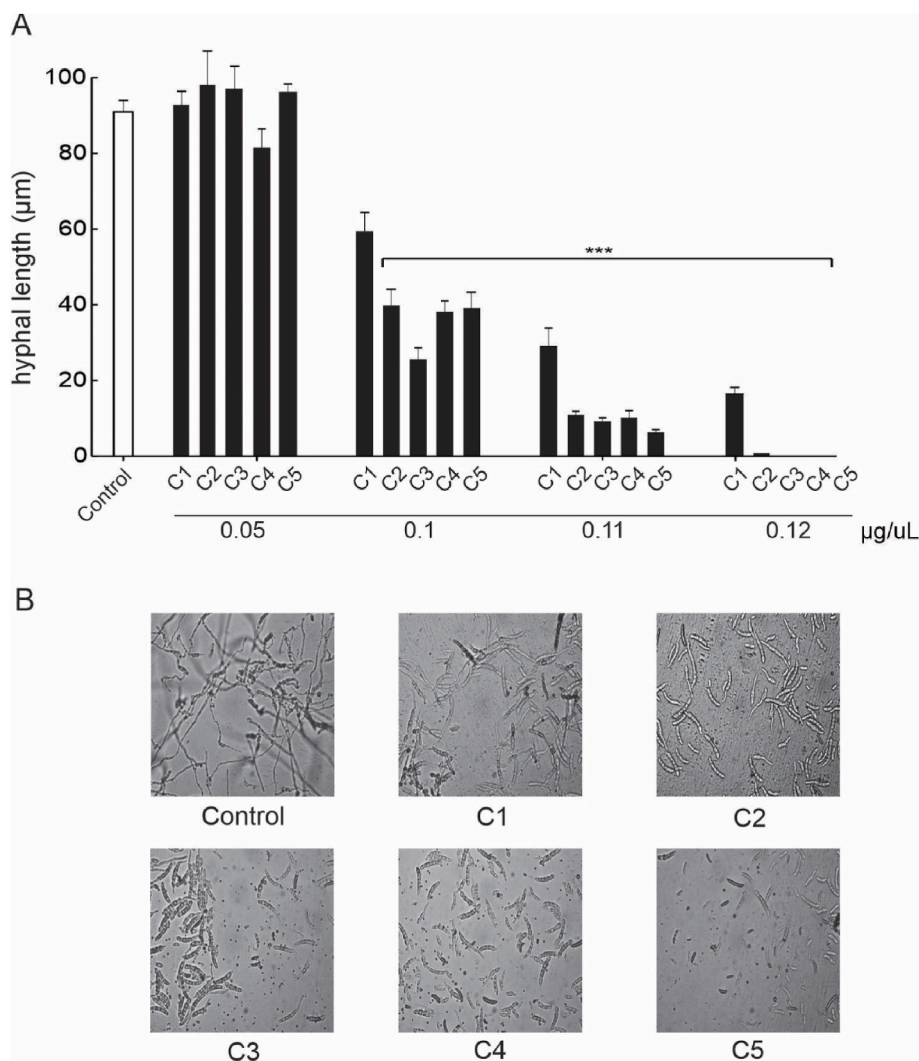 A
hyphal length (µm)
100
80
60
40
20
0
***
Control
C1 C2 C3 C4 C5 C1 C2 C3 C4 C5 C1 C2 C3 C4 C5 C1 C2 C3 C4 C5
0.05 0.1 0.11 0.12 µg/uL
B
Control C1 C2
C3 C4 C5